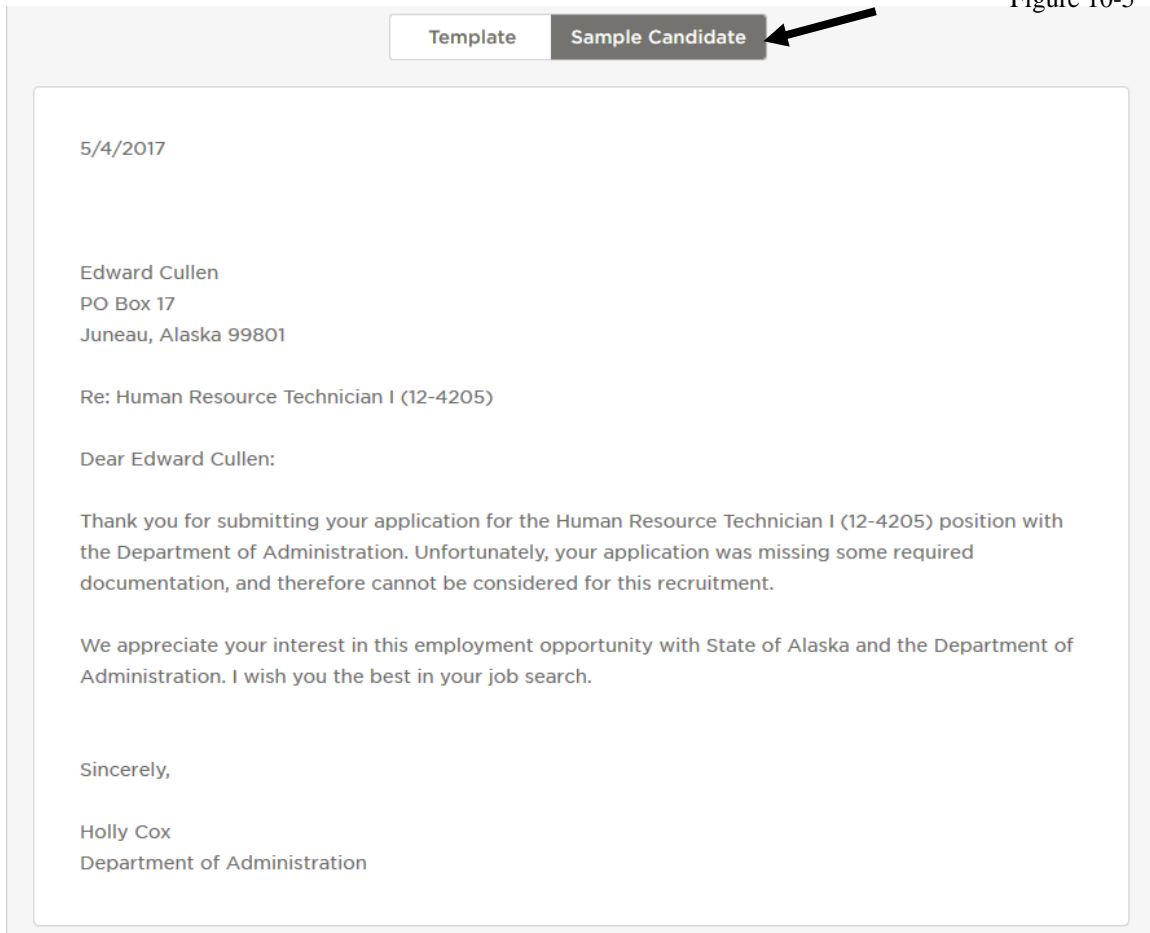 Figure 10-5
Template Sample Candidate
5/4/2017
Edward Cullen
PO Box 17
Juneau, Alaska 99801
Re: Human Resource Technician I (12-4205)
Dear Edward Cullen:
Thank you for submitting your application for the Human Resource Technician I (12-4205) position with
the Department of Administration. Unfortunately, your application was missing some required
documentation, and therefore cannot be considered for this recruitment.
We appreciate your interest in this employment opportunity with State of Alaska and the Department of
Administration. I wish you the best in your job search.
Sincerely,
Holly Cox
Department of Administration